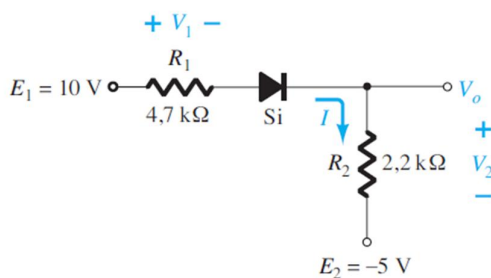 + V₁ −
R₁
E₁ = 10 V
4,7 kΩ
Si
I
Vₒ
+
R₂
2,2 kΩ
V₂
−
E₂ = −5 V